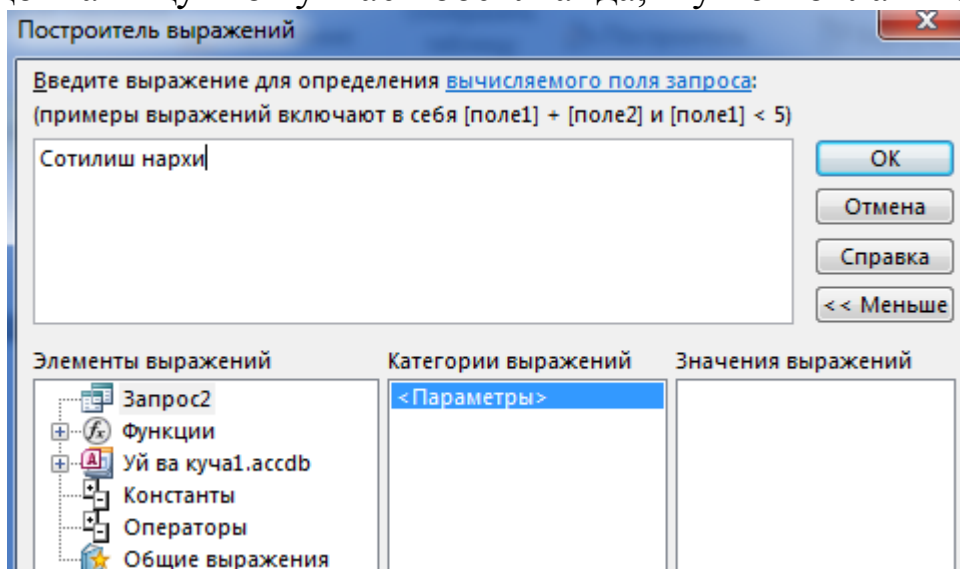 Построитель выражений
Введите выражение для определения вычисляемого поля запроса:
(примеры выражений включают в себя [поле1] + [поле2] и [поле1] < 5)
Сотилиш нархи
ОК
Отмена
Справка
<< Меньше
Элементы выражений
Категории выражений
Значения выражений
Запрос2
Функции
Уй ва куча1.accdb
Константы
Операторы
Общие выражения
<Параметры>